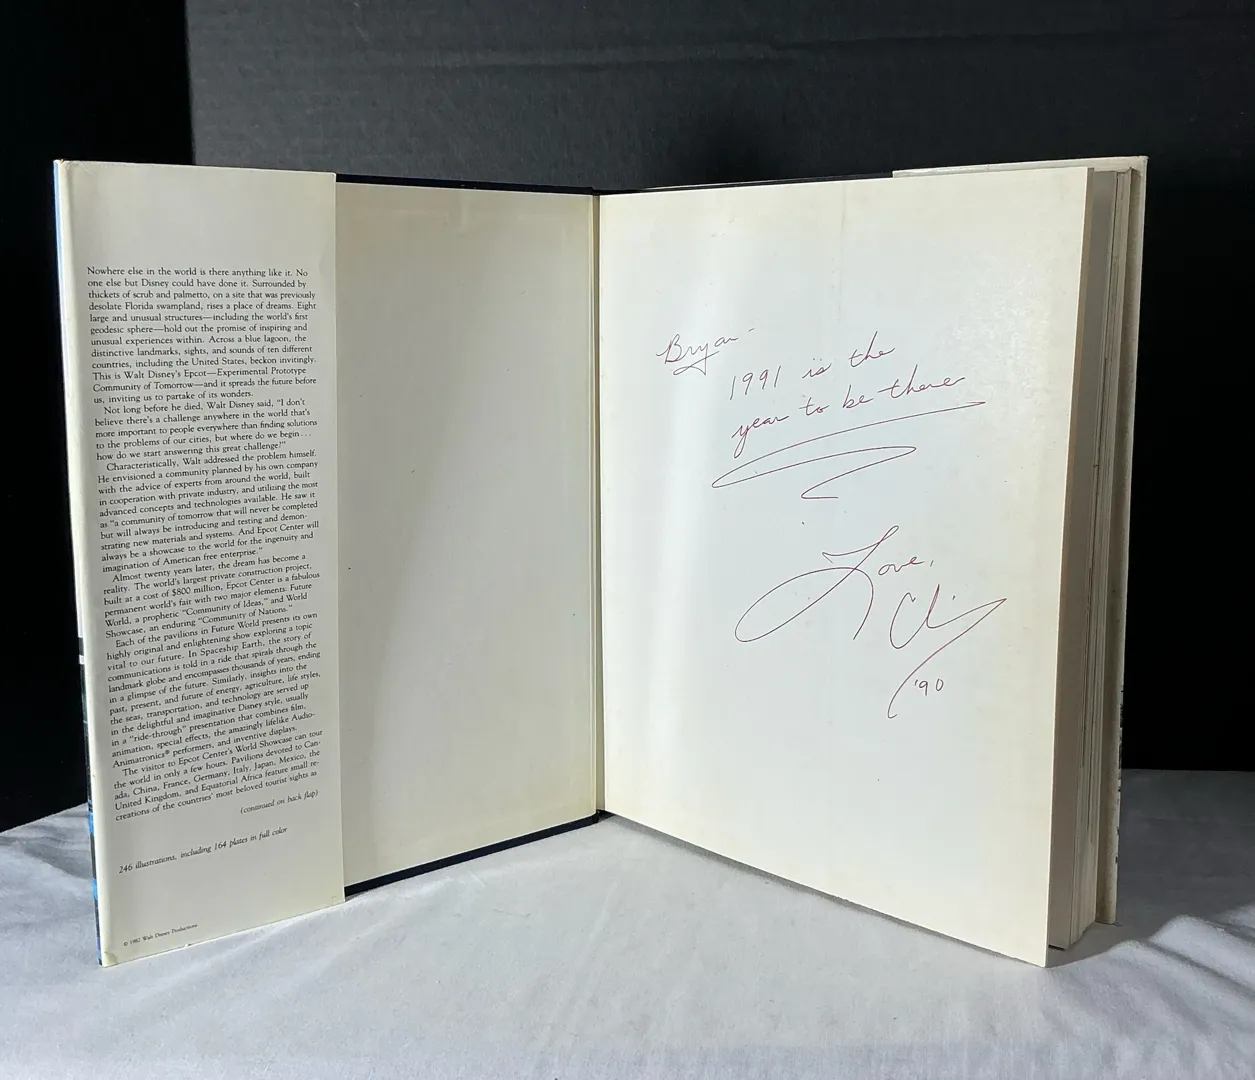 Nowhere else in the world is there anything like it. No
one else but Disney could have done it. Surrounded by
thickets of scrub and palmetto, on a site that was previously
desolate Florida swampland, rises a place of dreams. Eight
large and unusual structures—including the world's first
geodesic sphere—hold out the promise of inspiring and
unusual experiences within. Across a blue lagoon, the
distinctive landmarks, sights, and sounds of ten different
countries, including the United States, beckon invitingly.
This is Walt Disney's Epcot—Experimental Prototype
Community of Tomorrow—and it spreads the future before
us, inviting us to partake of its wonders.
Not long before he died, Walt Disney said, "I don't
believe there's a challenge anywhere in the world that's
more important to people everywhere than finding solutions
to the problems of our cities, but where do we begin . . .
how do we start answering this great challenge?"
Characteristically, Walt addressed the problem himself.
He envisioned a community planned by his own company
with the advice of experts from around the world, built
in cooperation with private industry, and utilizing the most
advanced concepts and technologies available. He saw it
as "a community of tomorrow that will never be completed
but will always be introducing and testing and demon-
strating new materials and systems. And Epcot Center will
always be a showcase to the world for the ingenuity and
imagination of American free enterprise."
Almost twenty years later, the dream has become a
reality. The world's largest private construction project,
built at a cost of $800 million, Epcot Center is a fabulous
permanent world's fair with two major elements: Future
World, a prophetic "Community of Ideas," and World
Showcase, an enduring "Community of Nations."
Each of the pavilions in Future World presents its own
highly original and enlightening show exploring a topic
vital to our future. In Spaceship Earth, the story of
communications is told in a ride that spirals through the
landmark globe and encompasses thousands of years, ending
in a glimpse of the future. Similarly, insights into the
past, present, and future of energy, agriculture, life styles,
the seas, transportation, and technology are served up
in the delightful and imaginative Disney style, usually
in a "ride-through" presentation that combines film,
animation, special effects, the amazingly lifelike Audio-
Animatronics® performers, and inventive displays.
The visitor to Epcot Center's World Showcase can tour
the world in only a few hours. Pavilions devoted to Can-
ada, China, France, Germany, Italy, Japan, Mexico, the
United Kingdom, and Equatorial Africa feature small re-
creations of the countries' most beloved tourist sights as
(continued on back flap)
246 illustrations, including 164 plates in full color
© 1982 Walt Disney Productions
Bryan-
1991 is the
year to be there
Love,
'90